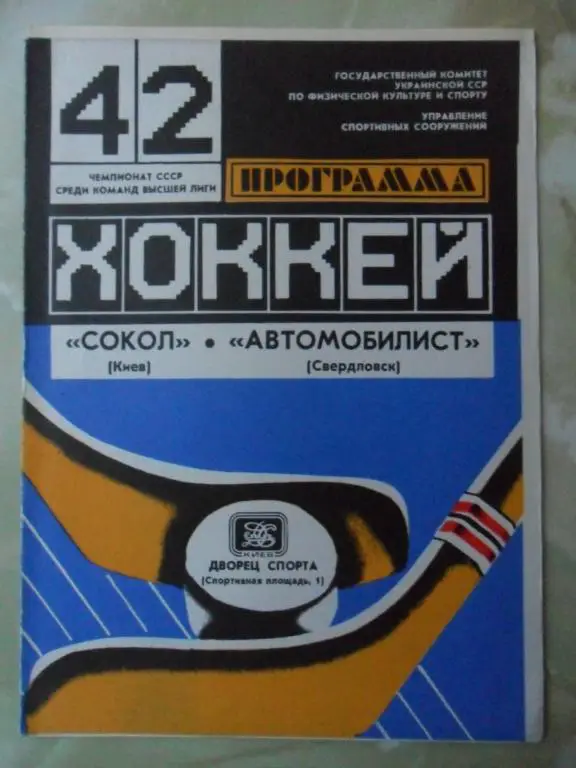 42
ЧЕМПИОНАТ СССР
СРЕДИ КОМАНД ВЫСШЕЙ ЛИГИ
ГОСУДАРСТВЕННЫЙ КОМИТЕТ
УКРАИНСКОЙ ССР
ПО ФИЗИЧЕСКОЙ КУЛЬТУРЕ И СПОРТУ
УПРАВЛЕНИЕ
СПОРТИВНЫХ СООРУЖЕНИЙ
ПРОГРАММА
ХОККЕЙ
«СОКОЛ» • «АВТОМОБИЛИСТ»
(Киев) (Свердловск)
КИЕВ
ДВОРЕЦ СПОРТА
(Спортивная площадь, 1)